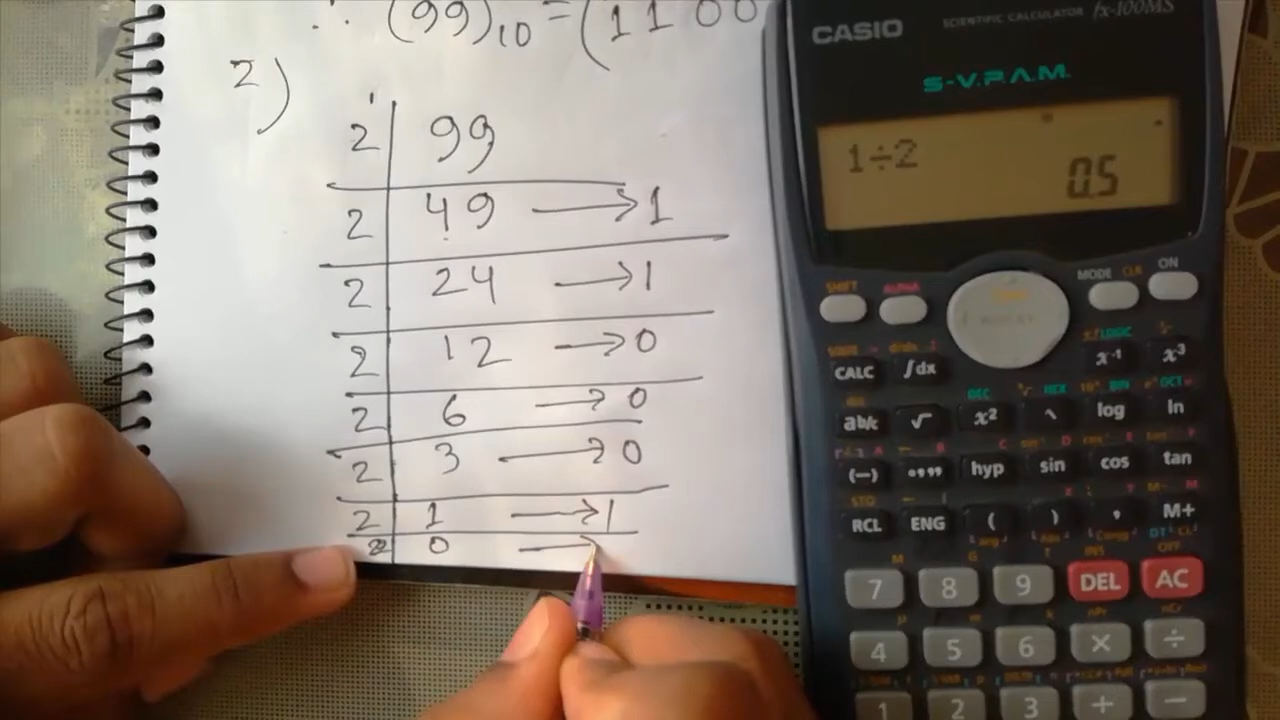 ∴ (99)10 = (1100
2)
2 99
2 49 → 1
2 24 → 1
2 12 → 0
2 6 → 0
2 3 → 0
2 1 → 1
2 0 →
CASIO SCIENTIFIC CALCULATOR fx-100MS
S-V.P.A.M.
1÷2
0.5
SHIFT ALPHA MODE CLR ON
CALC ∫dx x-1 x3
ab/c √ x2 ^ log ln
(−) °'" hyp sin cos tan
RCL ENG ( ) , M+
7 8 9 DEL AC
4 5 6 × ÷
1 2 3 + −